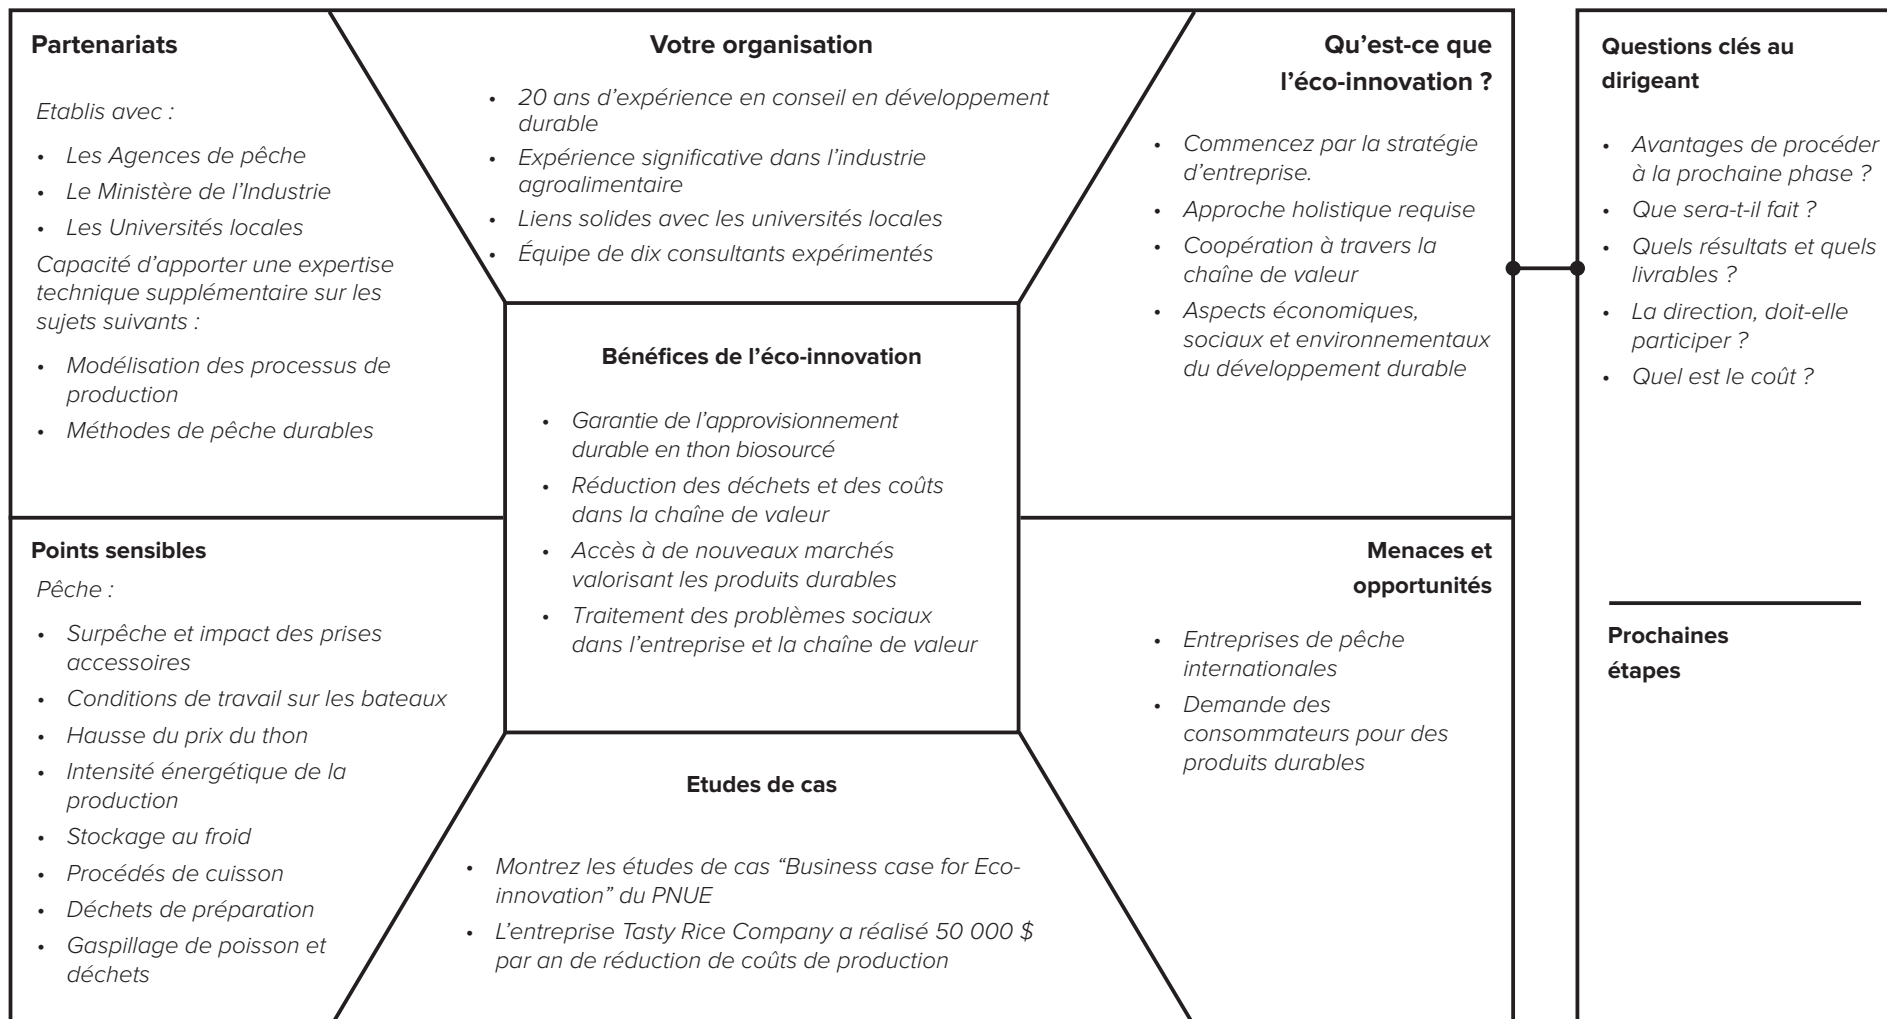 Partenariats
Etablis avec :
• Les Agences de pêche
• Le Ministère de l’Industrie
• Les Universités locales
Capacité d’apporter une expertise
technique supplémentaire sur les
sujets suivants :
• Modélisation des processus de
production
• Méthodes de pêche durables
Votre organisation
• 20 ans d’expérience en conseil en développement
durable
• Expérience significative dans l’industrie
agroalimentaire
• Liens solides avec les universités locales
• Équipe de dix consultants expérimentés
Qu’est-ce que
l’éco-innovation ?
• Commencez par la stratégie
d’entreprise.
• Approche holistique requise
• Coopération à travers la
chaîne de valeur
• Aspects économiques,
sociaux et environnementaux
du développement durable
Bénéfices de l’éco-innovation
• Garantie de l’approvisionnement
durable en thon biosourcé
• Réduction des déchets et des coûts
dans la chaîne de valeur
• Accès à de nouveaux marchés
valorisant les produits durables
• Traitement des problèmes sociaux
dans l’entreprise et la chaîne de valeur
Points sensibles
Pêche :
• Surpêche et impact des prises
accessoires
• Conditions de travail sur les bateaux
• Hausse du prix du thon
• Intensité énergétique de la
production
• Stockage au froid
• Procédés de cuisson
• Déchets de préparation
• Gaspillage de poisson et
déchets
Etudes de cas
• Montrez les études de cas “Business case for Eco-
innovation” du PNUE
• L’entreprise Tasty Rice Company a réalisé 50 000 $
par an de réduction de coûts de production
Menaces et
opportunités
• Entreprises de pêche
internationales
• Demande des
consommateurs pour des
produits durables
Questions clés au
dirigeant
• Avantages de procéder
à la prochaine phase ?
• Que sera-t-il fait ?
• Quels résultats et quels
livrables ?
• La direction, doit-elle
participer ?
• Quel est le coût ?
Prochaines
étapes